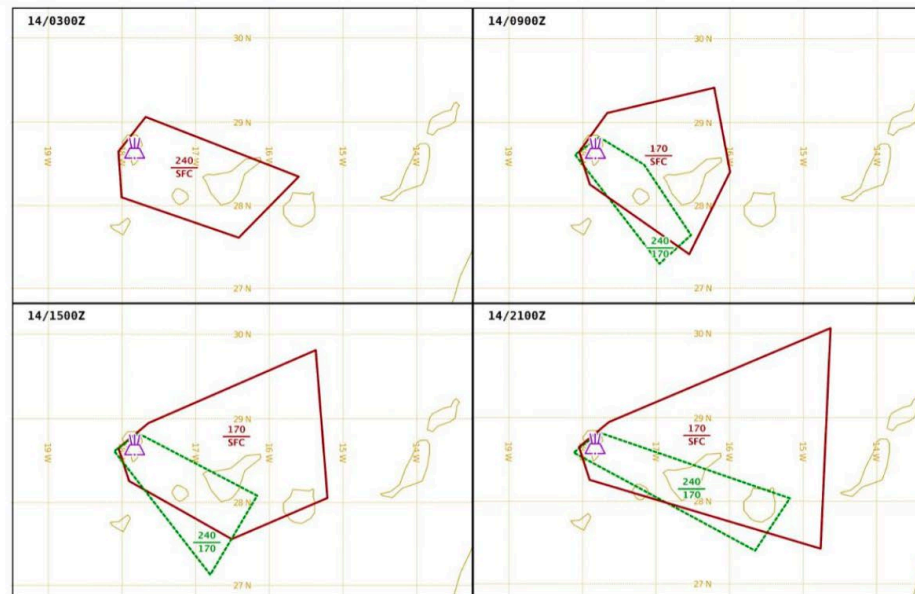 14/0300Z
30 N
29 N
19 W
17 W
16 W
15 W
14 W
240
SFC
28 N
27 N
14/0900Z
30 N
29 N
19 W
17 W
16 W
15 W
14 W
170
SFC
28 N
240
170
27 N
14/1500Z
30 N
29 N
170
SFC
19 W
17 W
16 W
15 W
14 W
28 N
240
170
27 N
14/2100Z
30 N
29 N
170
SFC
19 W
17 W
16 W
15 W
14 W
240
170
28 N
27 N